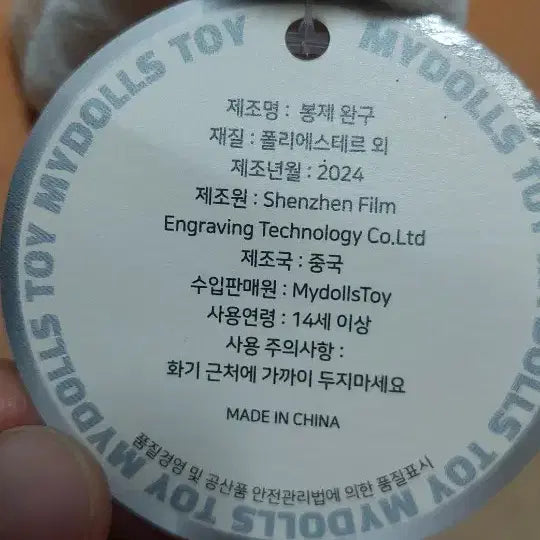 MYDOLLS TOY MYDOLLS TOY MYDOLLS TOY MYDOLLS TOY MYDOLLS TOY
제조명 : 봉제 완구
재질 : 폴리에스테르 외
제조년월 : 2024
제조원 : Shenzhen Film
Engraving Technology Co.Ltd
제조국 : 중국
수입판매원 : MydollsToy
사용연령 : 14세 이상
사용 주의사항 :
화기 근처에 가까이 두지마세요
MADE IN CHINA
품질경영 및 공산품 안전관리법에 의한 품질표시